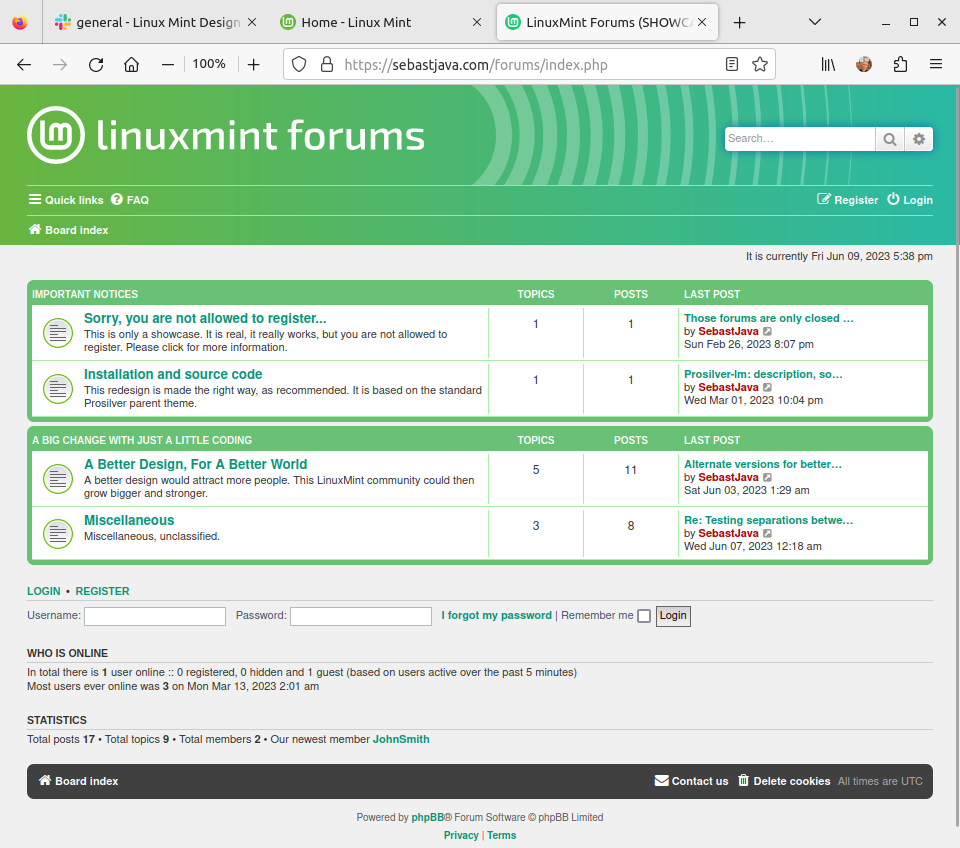 general - Linux Mint Design
Home - Linux Mint
LinuxMint Forums (SHOWCA
100%
https://sebastjava.com/forums/index.php
lm linuxmint forums
Search…
Quick links FAQ
Register Login
Board index
It is currently Fri Jun 09, 2023 5:38 pm
IMPORTANT NOTICES TOPICS POSTS LAST POST
Sorry, you are not allowed to register...
This is only a showcase. It is real, it really works, but you are not allowed to
register. Please click for more information.
1 1
Those forums are only closed …
by SebastJava
Sun Feb 26, 2023 8:07 pm
Installation and source code
This redesign is made the right way, as recommended. It is based on the standard
Prosilver parent theme.
1 1
Prosilver-lm: description, so…
by SebastJava
Wed Mar 01, 2023 10:04 pm
A BIG CHANGE WITH JUST A LITTLE CODING TOPICS POSTS LAST POST
A Better Design, For A Better World
A better design would attract more people. This LinuxMint community could then
grow bigger and stronger.
5 11
Alternate versions for better…
by SebastJava
Sat Jun 03, 2023 1:29 am
Miscellaneous
Miscellaneous, unclassified.
3 8
Re: Testing separations betwe…
by SebastJava
Wed Jun 07, 2023 12:18 am
LOGIN • REGISTER
Username: Password: I forgot my password | Remember me Login
WHO IS ONLINE
In total there is 1 user online :: 0 registered, 0 hidden and 1 guest (based on users active over the past 5 minutes)
Most users ever online was 3 on Mon Mar 13, 2023 2:01 am
STATISTICS
Total posts 17 • Total topics 9 • Total members 2 • Our newest member JohnSmith
Board index Contact us Delete cookies All times are UTC
Powered by phpBB® Forum Software © phpBB Limited
Privacy | Terms